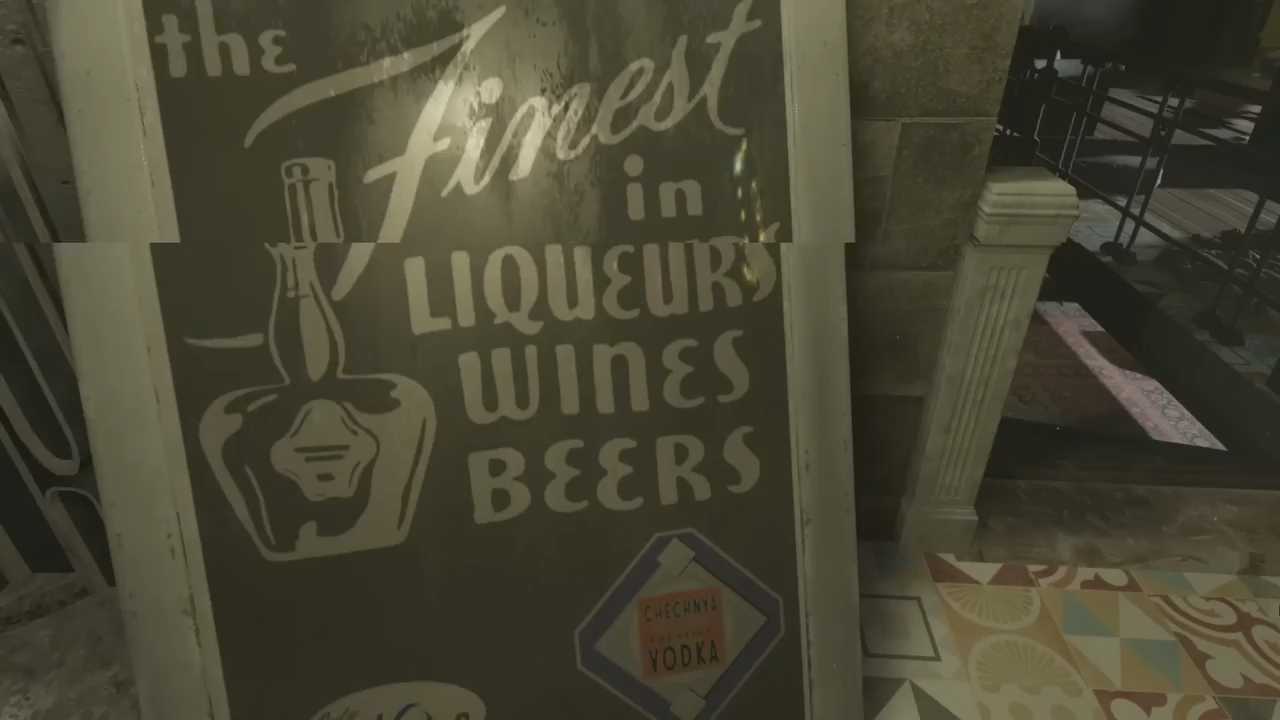 the
Finest
in
LIQUEURS
WINES
BEERS
CHECHNYA
VODKA